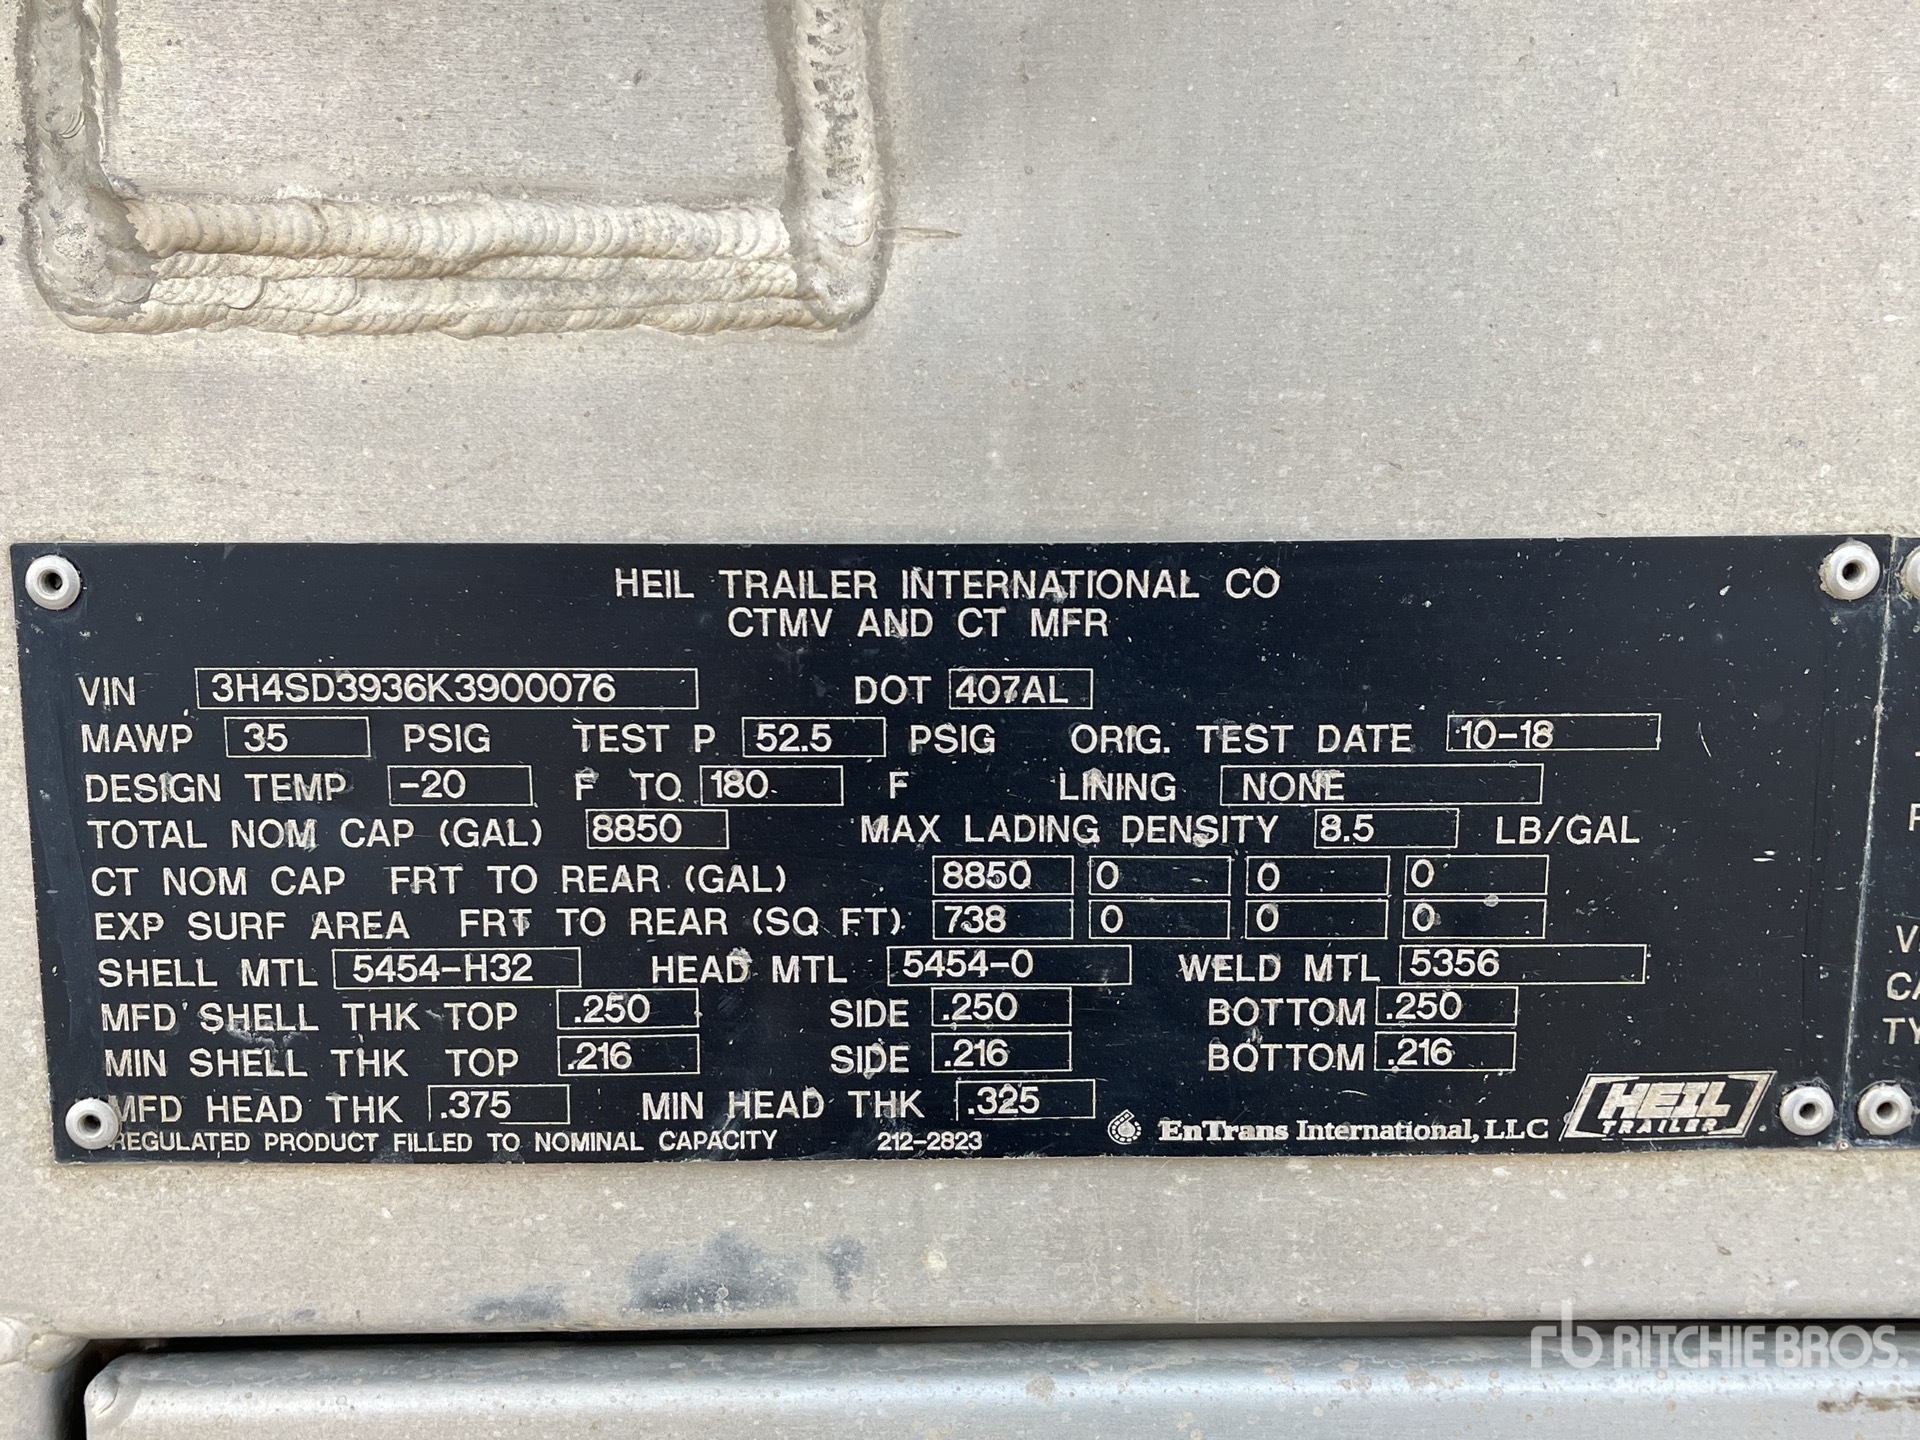 HEIL TRAILER INTERNATIONAL CO
CTMV AND CT MFR
VIN 3H4SD3936K3900076 DOT 407AL
MAWP 35 PSIG TEST P 52.5 PSIG ORIG. TEST DATE 10-18
DESIGN TEMP -20 F TO 180 F LINING NONE
TOTAL NOM CAP (GAL) 8850 MAX LADING DENSITY 8.5 LB/GAL
CT NOM CAP FRT TO REAR (GAL) 8850 0 0 0
EXP SURF AREA FRT TO REAR (SQ FT) 738 0 0 0
SHELL MTL 5454-H32 HEAD MTL 5454-0 WELD MTL 5356
MFD SHELL THK TOP .250 SIDE .250 BOTTOM .250
MIN SHELL THK TOP .216 SIDE .216 BOTTOM .216
MFD HEAD THK .375 MIN HEAD THK .325
REGULATED PRODUCT FILLED TO NOMINAL CAPACITY 212-2823 EnTrans International, LLC HEIL TRAILER
rb RITCHIE BROS.